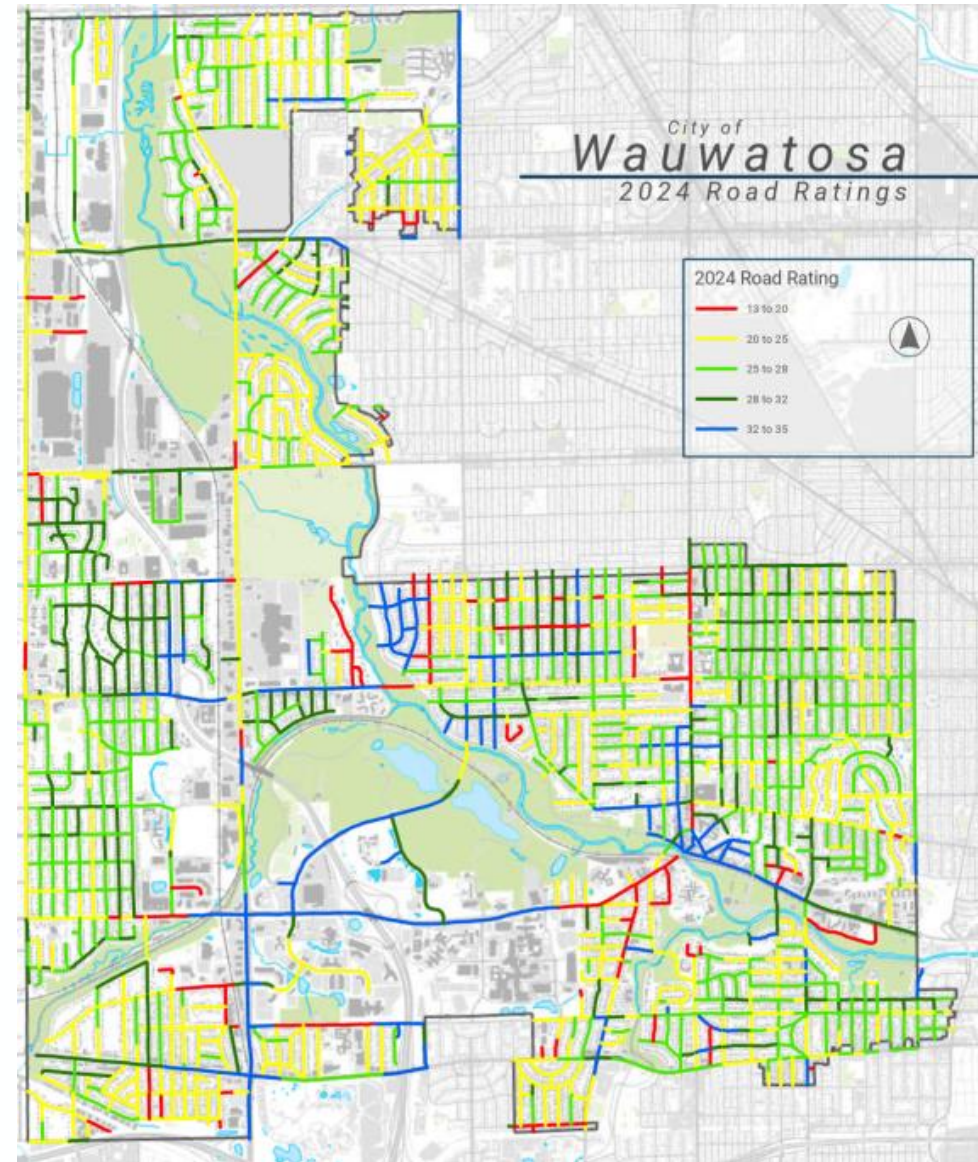 City of
Wauwatosa
2024 Road Ratings
2024 Road Rating
13 to 20
20 to 25
25 to 28
28 to 32
32 to 35